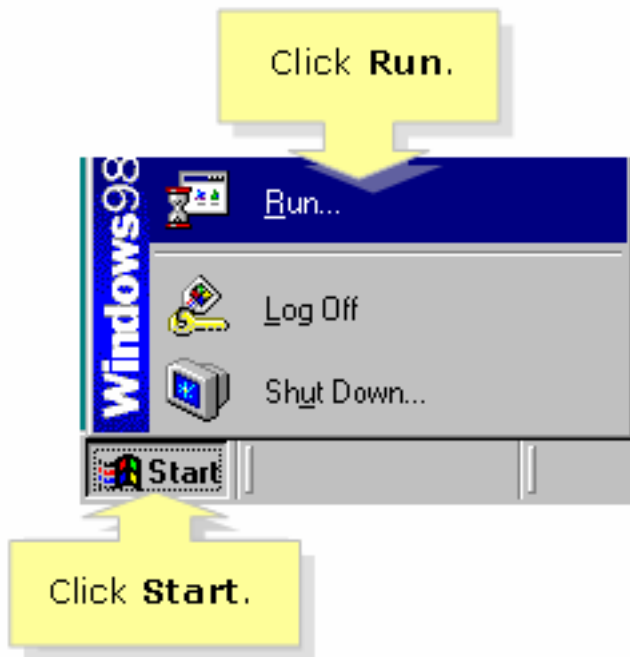 Click Run.
Windows98
Run...
Log Off
Shut Down...
Start
Click Start.